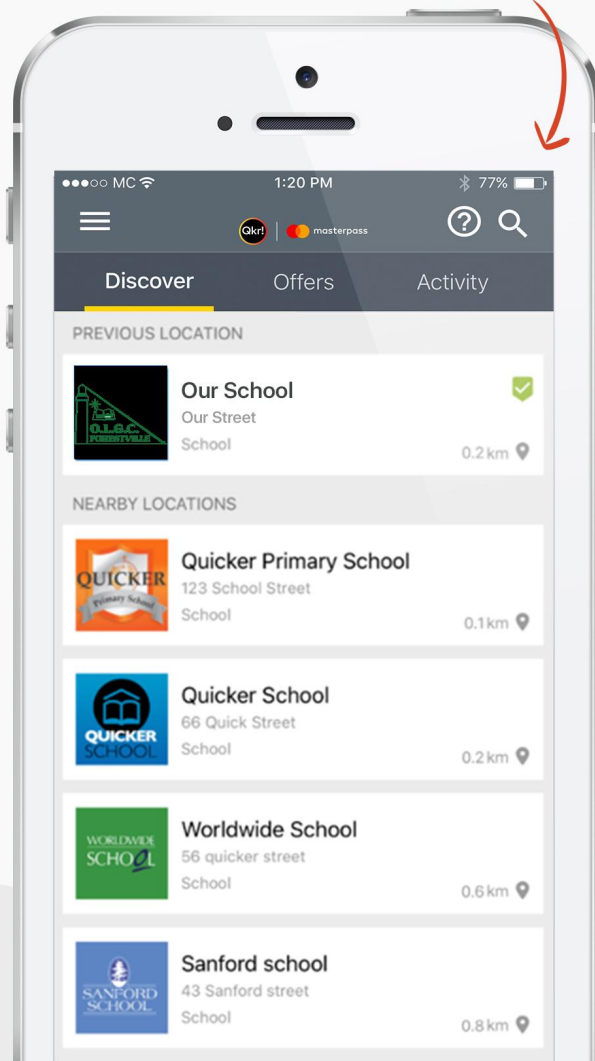 MC
1:20 PM
77%
Qkr!
masterpass
Discover
Offers
Activity
PREVIOUS LOCATION
O.L.G.C.
FORESTVILLE
Our School
Our Street
School
0.2 km
NEARBY LOCATIONS
QUICKER
Primary School
Quicker Primary School
123 School Street
School
0.1 km
QUICKER
SCHOOL
Quicker School
66 Quick Street
School
0.2 km
WORLDWIDE
SCHOOL
Worldwide School
56 quicker street
School
0.6 km
SANFORD
SCHOOL
Sanford school
43 Sanford street
School
0.8 km